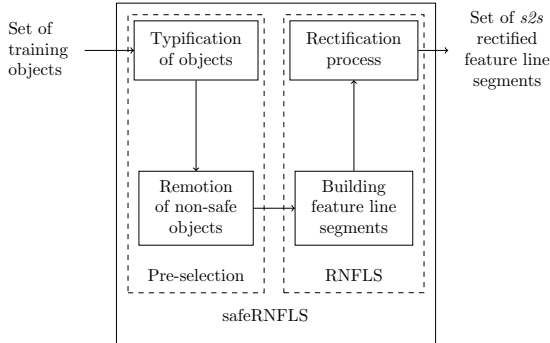 Set of
training
objects
Typification
of objects
Rectification
process
Set of s2s
rectified
feature line
segments
Remotion
of non-safe
objects
Building
feature line
segments
Pre-selection
RNFLS
safeRNFLS